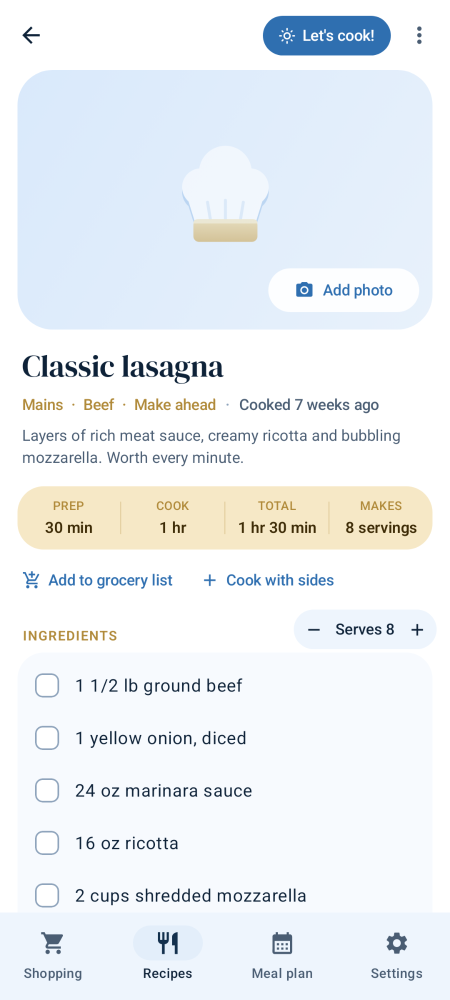 Let's cook!
Add photo
Classic lasagna
Mains · Beef · Make ahead · Cooked 7 weeks ago
Layers of rich meat sauce, creamy ricotta and bubbling
mozzarella. Worth every minute.
PREP COOK TOTAL MAKES
30 min 1 hr 1 hr 30 min 8 servings
Add to grocery list + Cook with sides
INGREDIENTS − Serves 8 +
1 1/2 lb ground beef
1 yellow onion, diced
24 oz marinara sauce
16 oz ricotta
2 cups shredded mozzarella
Shopping Recipes Meal plan Settings